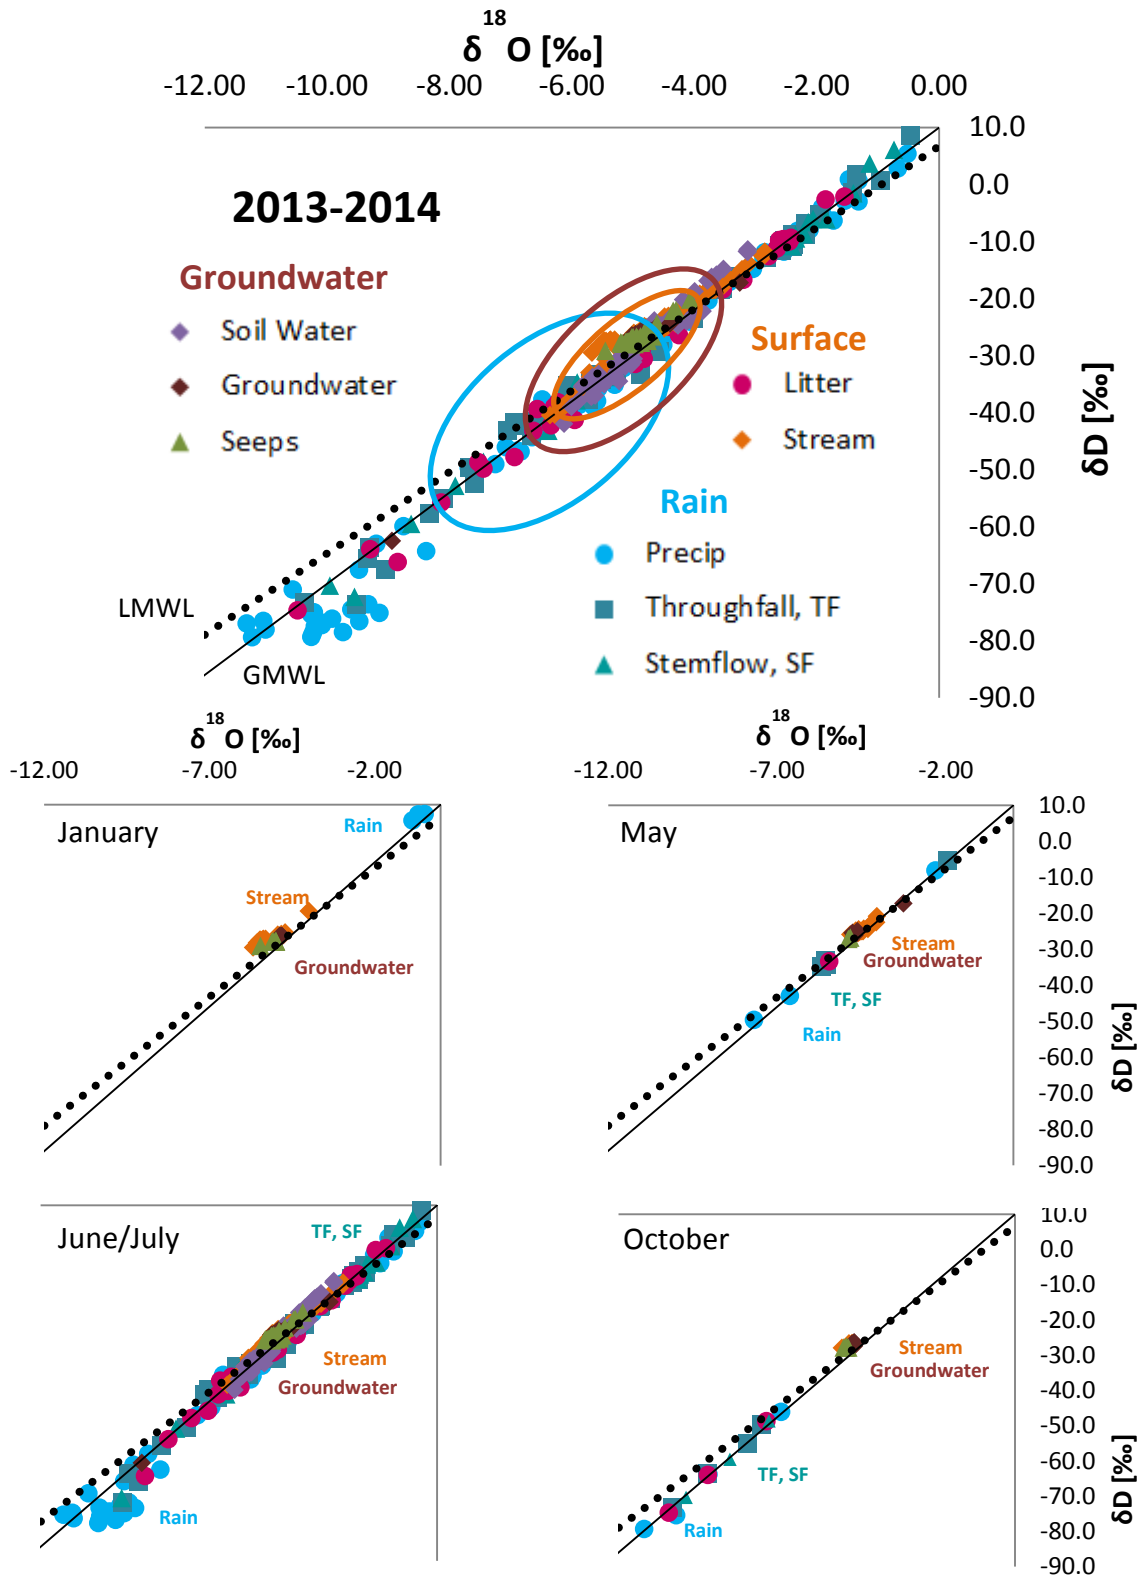 δ 18 O [‰]
-12.00 -10.00 -8.00 -6.00 -4.00 -2.00 0.00
10.0
0.0
-10.0
-20.0
-30.0
-40.0
-50.0
-60.0
-70.0
-80.0
-90.0
δD [‰]
2013-2014
Groundwater
Soil Water
Groundwater
Seeps
Surface
Litter
Stream
Rain
Precip
Throughfall, TF
Stemflow, SF
LMWL
GMWL
δ 18 O [‰]
-12.00 -7.00 -2.00
January
Rain
Stream
Groundwater
δ 18 O [‰]
-12.00 -7.00 -2.00
May
10.0
0.0
-10.0
-20.0
-30.0
-40.0
-50.0
-60.0
-70.0
-80.0
-90.0
δD [‰]
Stream
Groundwater
TF, SF
Rain
June/July
TF, SF
Stream
Groundwater
Rain
October
10.0
0.0
-10.0
-20.0
-30.0
-40.0
-50.0
-60.0
-70.0
-80.0
-90.0
δD [‰]
Stream
Groundwater
TF, SF
Rain